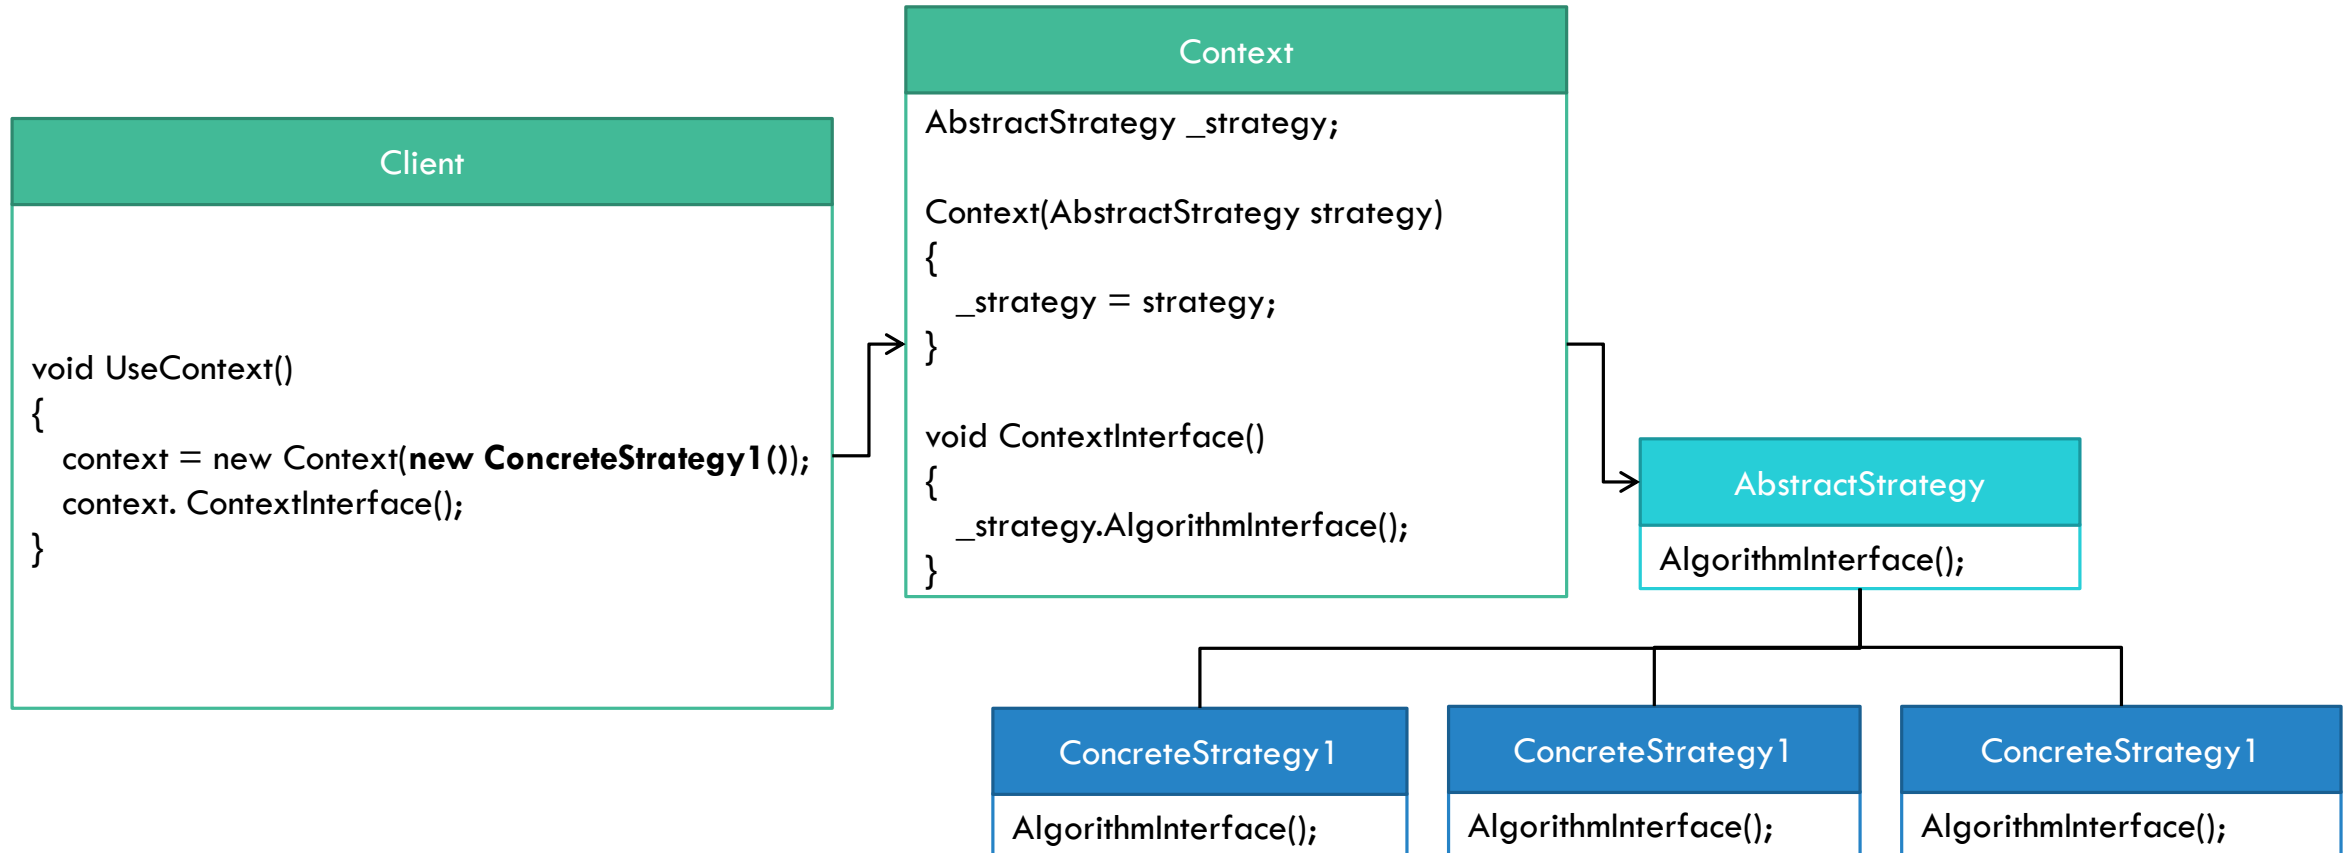 Client
void UseContext()
{
context = new Context(new ConcreteStrategy1());
context. ContextInterface();
}
Context
AbstractStrategy _strategy;
Context(AbstractStrategy strategy)
{
_strategy = strategy;
}
void ContextInterface()
{
_strategy.AlgorithmInterface();
}
AbstractStrategy
AlgorithmInterface();
ConcreteStrategy1
AlgorithmInterface();
ConcreteStrategy1
AlgorithmInterface();
ConcreteStrategy1
AlgorithmInterface();